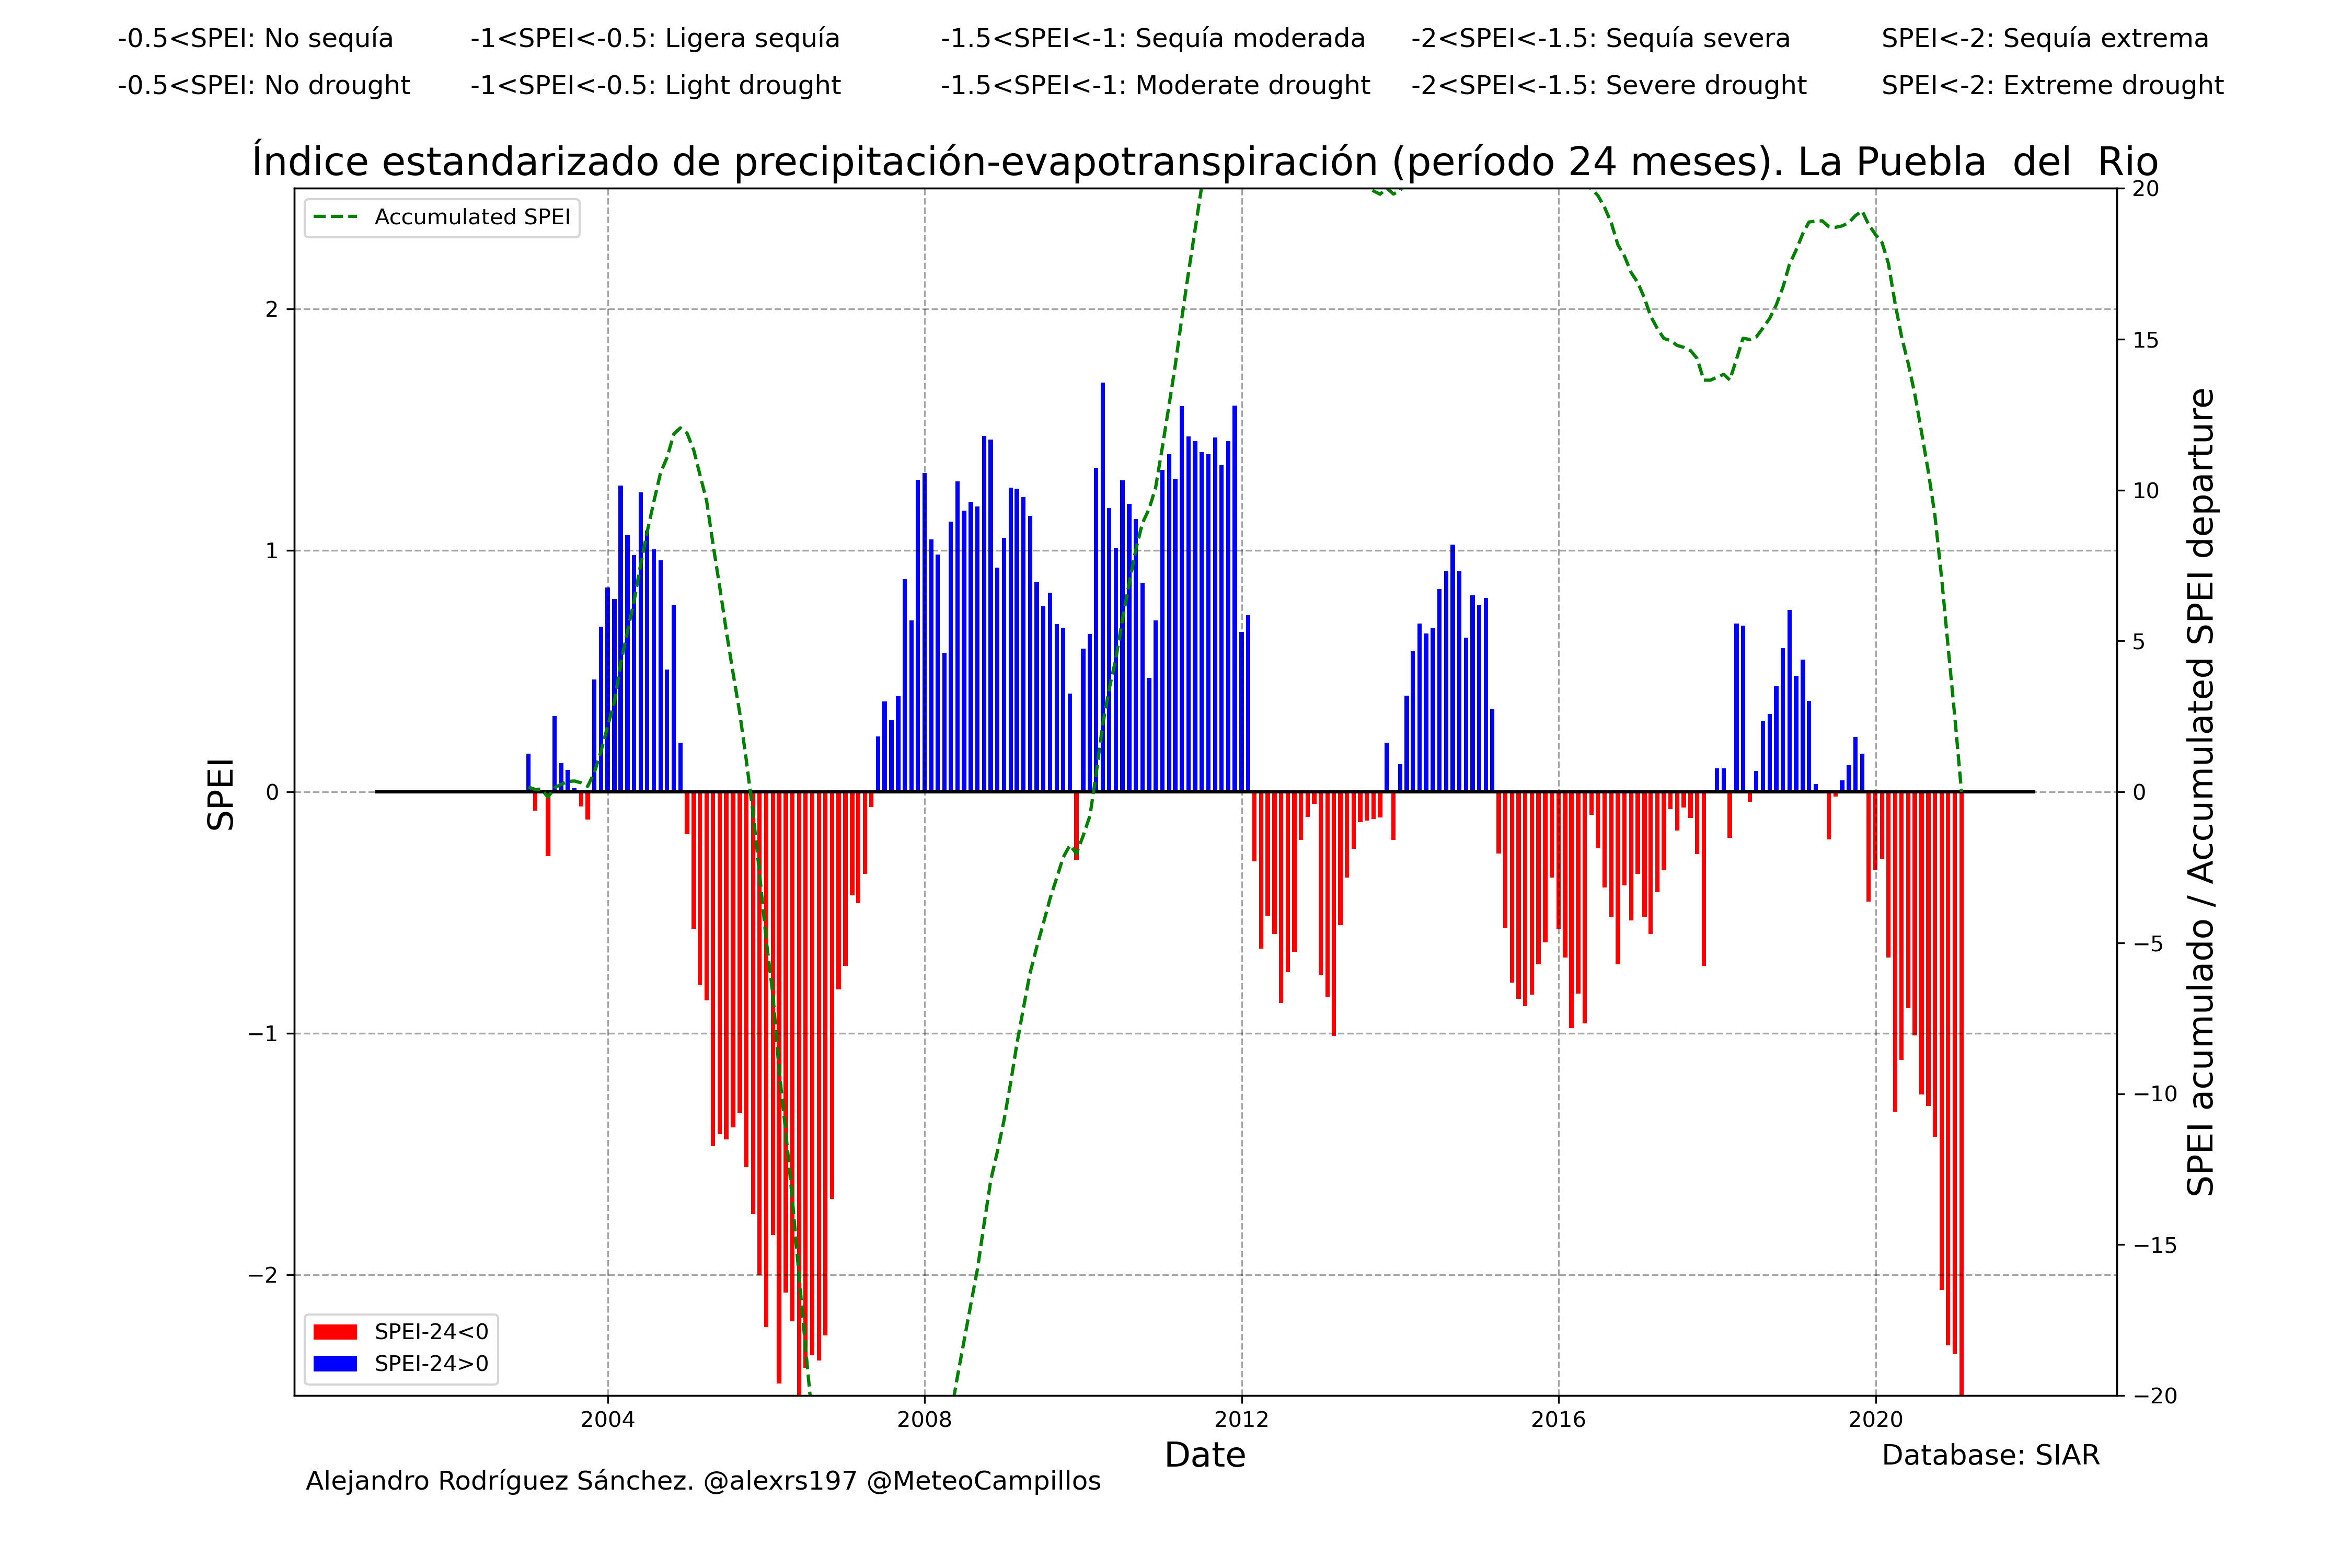 -0.5<SPEI: No sequía -1<SPEI<-0.5: Ligera sequía -1.5<SPEI<-1: Sequía moderada -2<SPEI<-1.5: Sequía severa SPEI<-2: Sequía extrema
-0.5<SPEI: No drought -1<SPEI<-0.5: Light drought -1.5<SPEI<-1: Moderate drought -2<SPEI<-1.5: Severe drought SPEI<-2: Extreme drought
Índice estandarizado de precipitación-evapotranspiración (período 24 meses). La Puebla  del  Rio
Accumulated SPEI
SPEI
2
1
0
−1
−2
20
15
10
5
0
−5
−10
−15
−20
SPEI acumulado / Accumulated SPEI departure
SPEI-24<0
SPEI-24>0
2004 2008 2012 2016 2020
Date
Database: SIAR
Alejandro Rodríguez Sánchez. @alexrs197 @MeteoCampillos